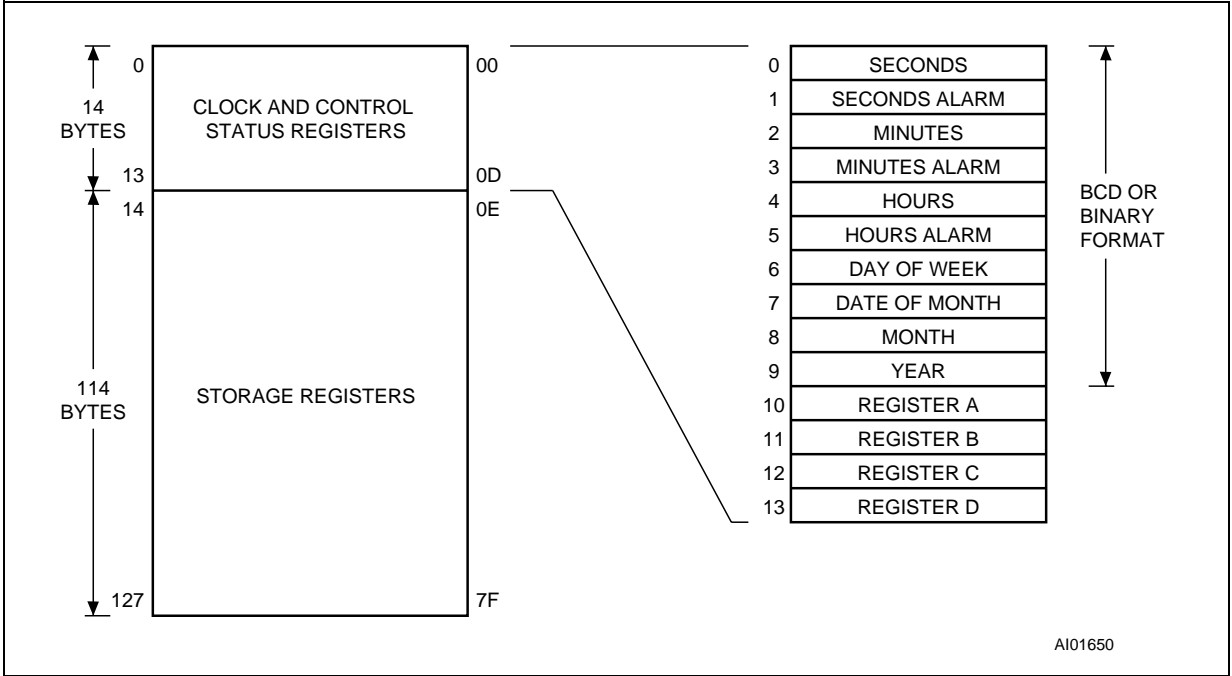 0
00
14
BYTES
CLOCK AND CONTROL
STATUS REGISTERS
13
0D
14
0E
114
BYTES
STORAGE REGISTERS
127
7F
0 SECONDS
1 SECONDS ALARM
2 MINUTES
3 MINUTES ALARM
4 HOURS
5 HOURS ALARM
6 DAY OF WEEK
7 DATE OF MONTH
8 MONTH
9 YEAR
10 REGISTER A
11 REGISTER B
12 REGISTER C
13 REGISTER D
BCD OR
BINARY
FORMAT
AI01650